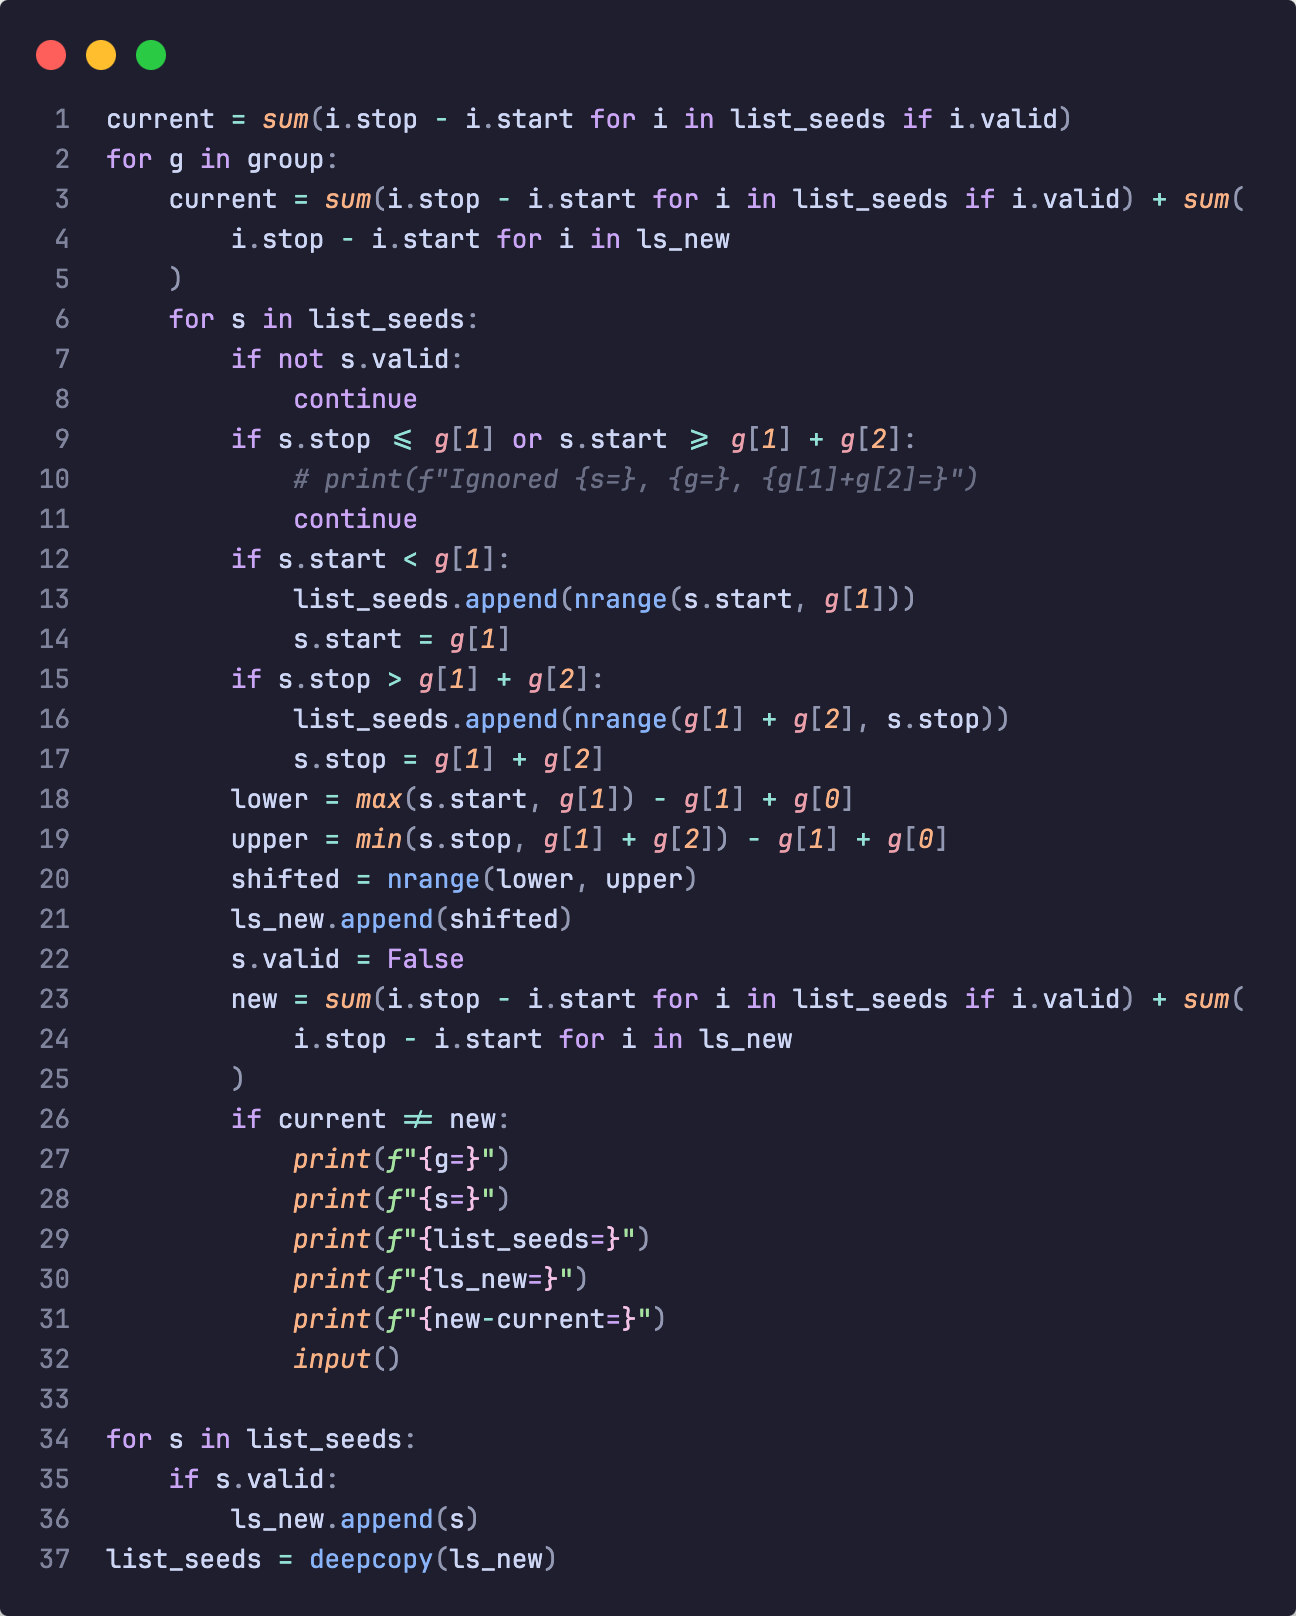 1 current = sum(i.stop - i.start for i in list_seeds if i.valid)
2 for g in group:
3     current = sum(i.stop - i.start for i in list_seeds if i.valid) + sum(
4         i.stop - i.start for i in ls_new
5     )
6     for s in list_seeds:
7         if not s.valid:
8             continue
9         if s.stop <= g[1] or s.start >= g[1] + g[2]:
10             # print(f"Ignored {s=}, {g=}, {g[1]+g[2]=}")
11             continue
12         if s.start < g[1]:
13             list_seeds.append(nrange(s.start, g[1]))
14             s.start = g[1]
15         if s.stop > g[1] + g[2]:
16             list_seeds.append(nrange(g[1] + g[2], s.stop))
17             s.stop = g[1] + g[2]
18         lower = max(s.start, g[1]) - g[1] + g[0]
19         upper = min(s.stop, g[1] + g[2]) - g[1] + g[0]
20         shifted = nrange(lower, upper)
21         ls_new.append(shifted)
22         s.valid = False
23         new = sum(i.stop - i.start for i in list_seeds if i.valid) + sum(
24             i.stop - i.start for i in ls_new
25         )
26         if current != new:
27             print(f"{g=}")
28             print(f"{s=}")
29             print(f"{list_seeds=}")
30             print(f"{ls_new=}")
31             print(f"{new-current=}")
32             input()
33
34 for s in list_seeds:
35     if s.valid:
36         ls_new.append(s)
37 list_seeds = deepcopy(ls_new)